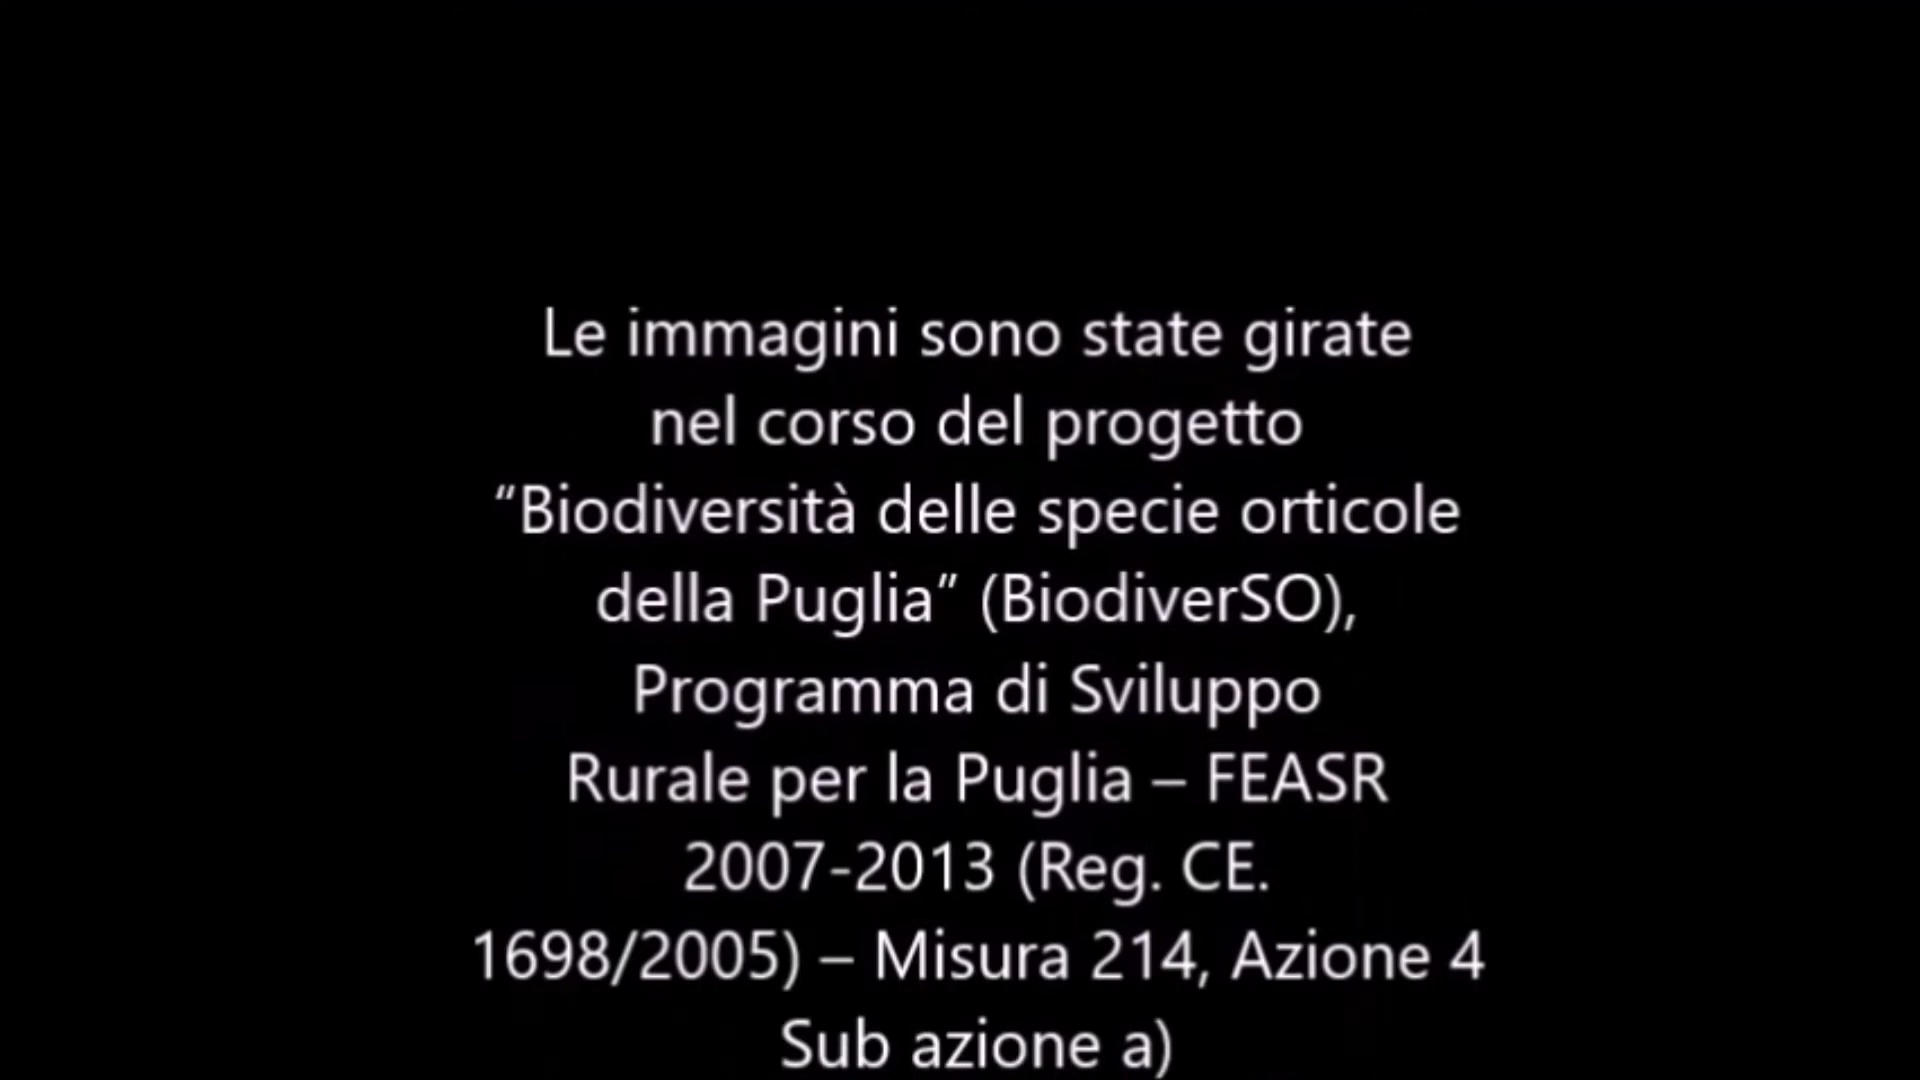 Le immagini sono state girate
nel corso del progetto
“Biodiversità delle specie orticole
della Puglia” (BiodiverSO),
Programma di Sviluppo
Rurale per la Puglia – FEASR
2007-2013 (Reg. CE.
1698/2005) – Misura 214, Azione 4
Sub azione a)